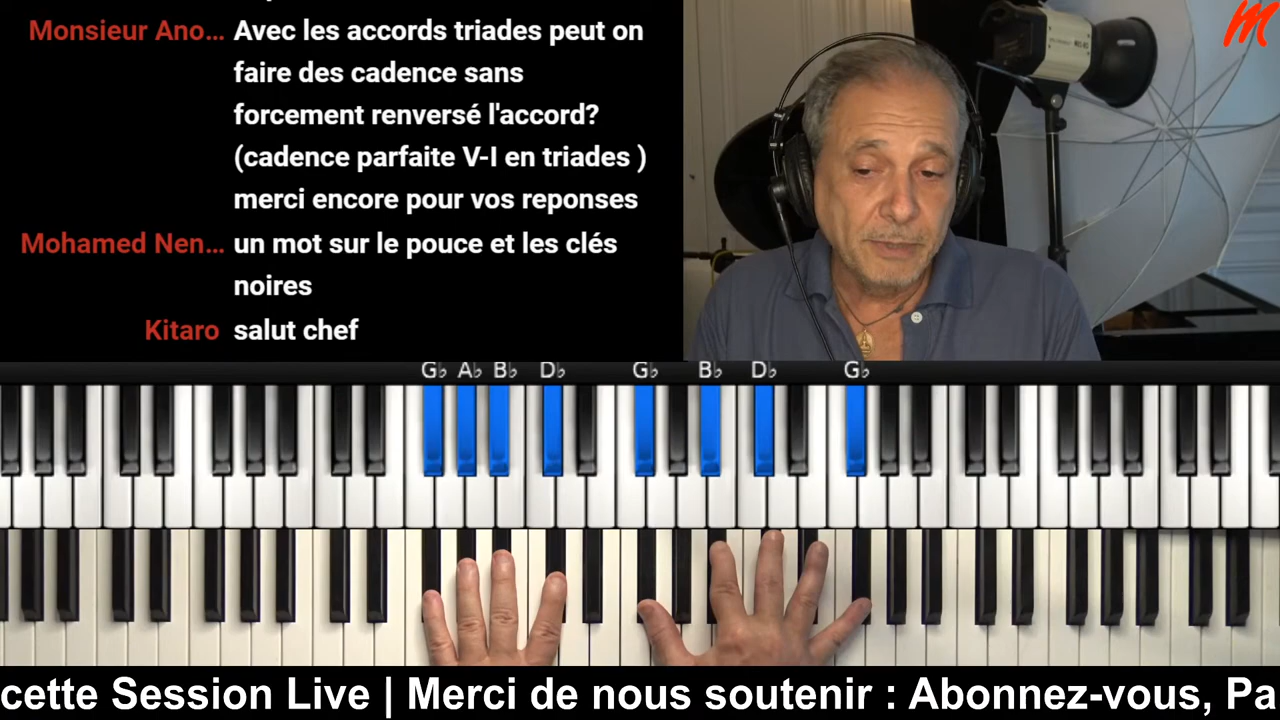 Monsieur Ano... Avec les accords triades peut on
faire des cadence sans
forcement renversé l'accord?
(cadence parfaite V-I en triades )
merci encore pour vos reponses
Mohamed Nen... un mot sur le pouce et les clés
noires
Kitaro salut chef
M
G♭ A♭ B♭ D♭ G♭ B♭ D♭ G♭
cette Session Live | Merci de nous soutenir : Abonnez-vous, Pa